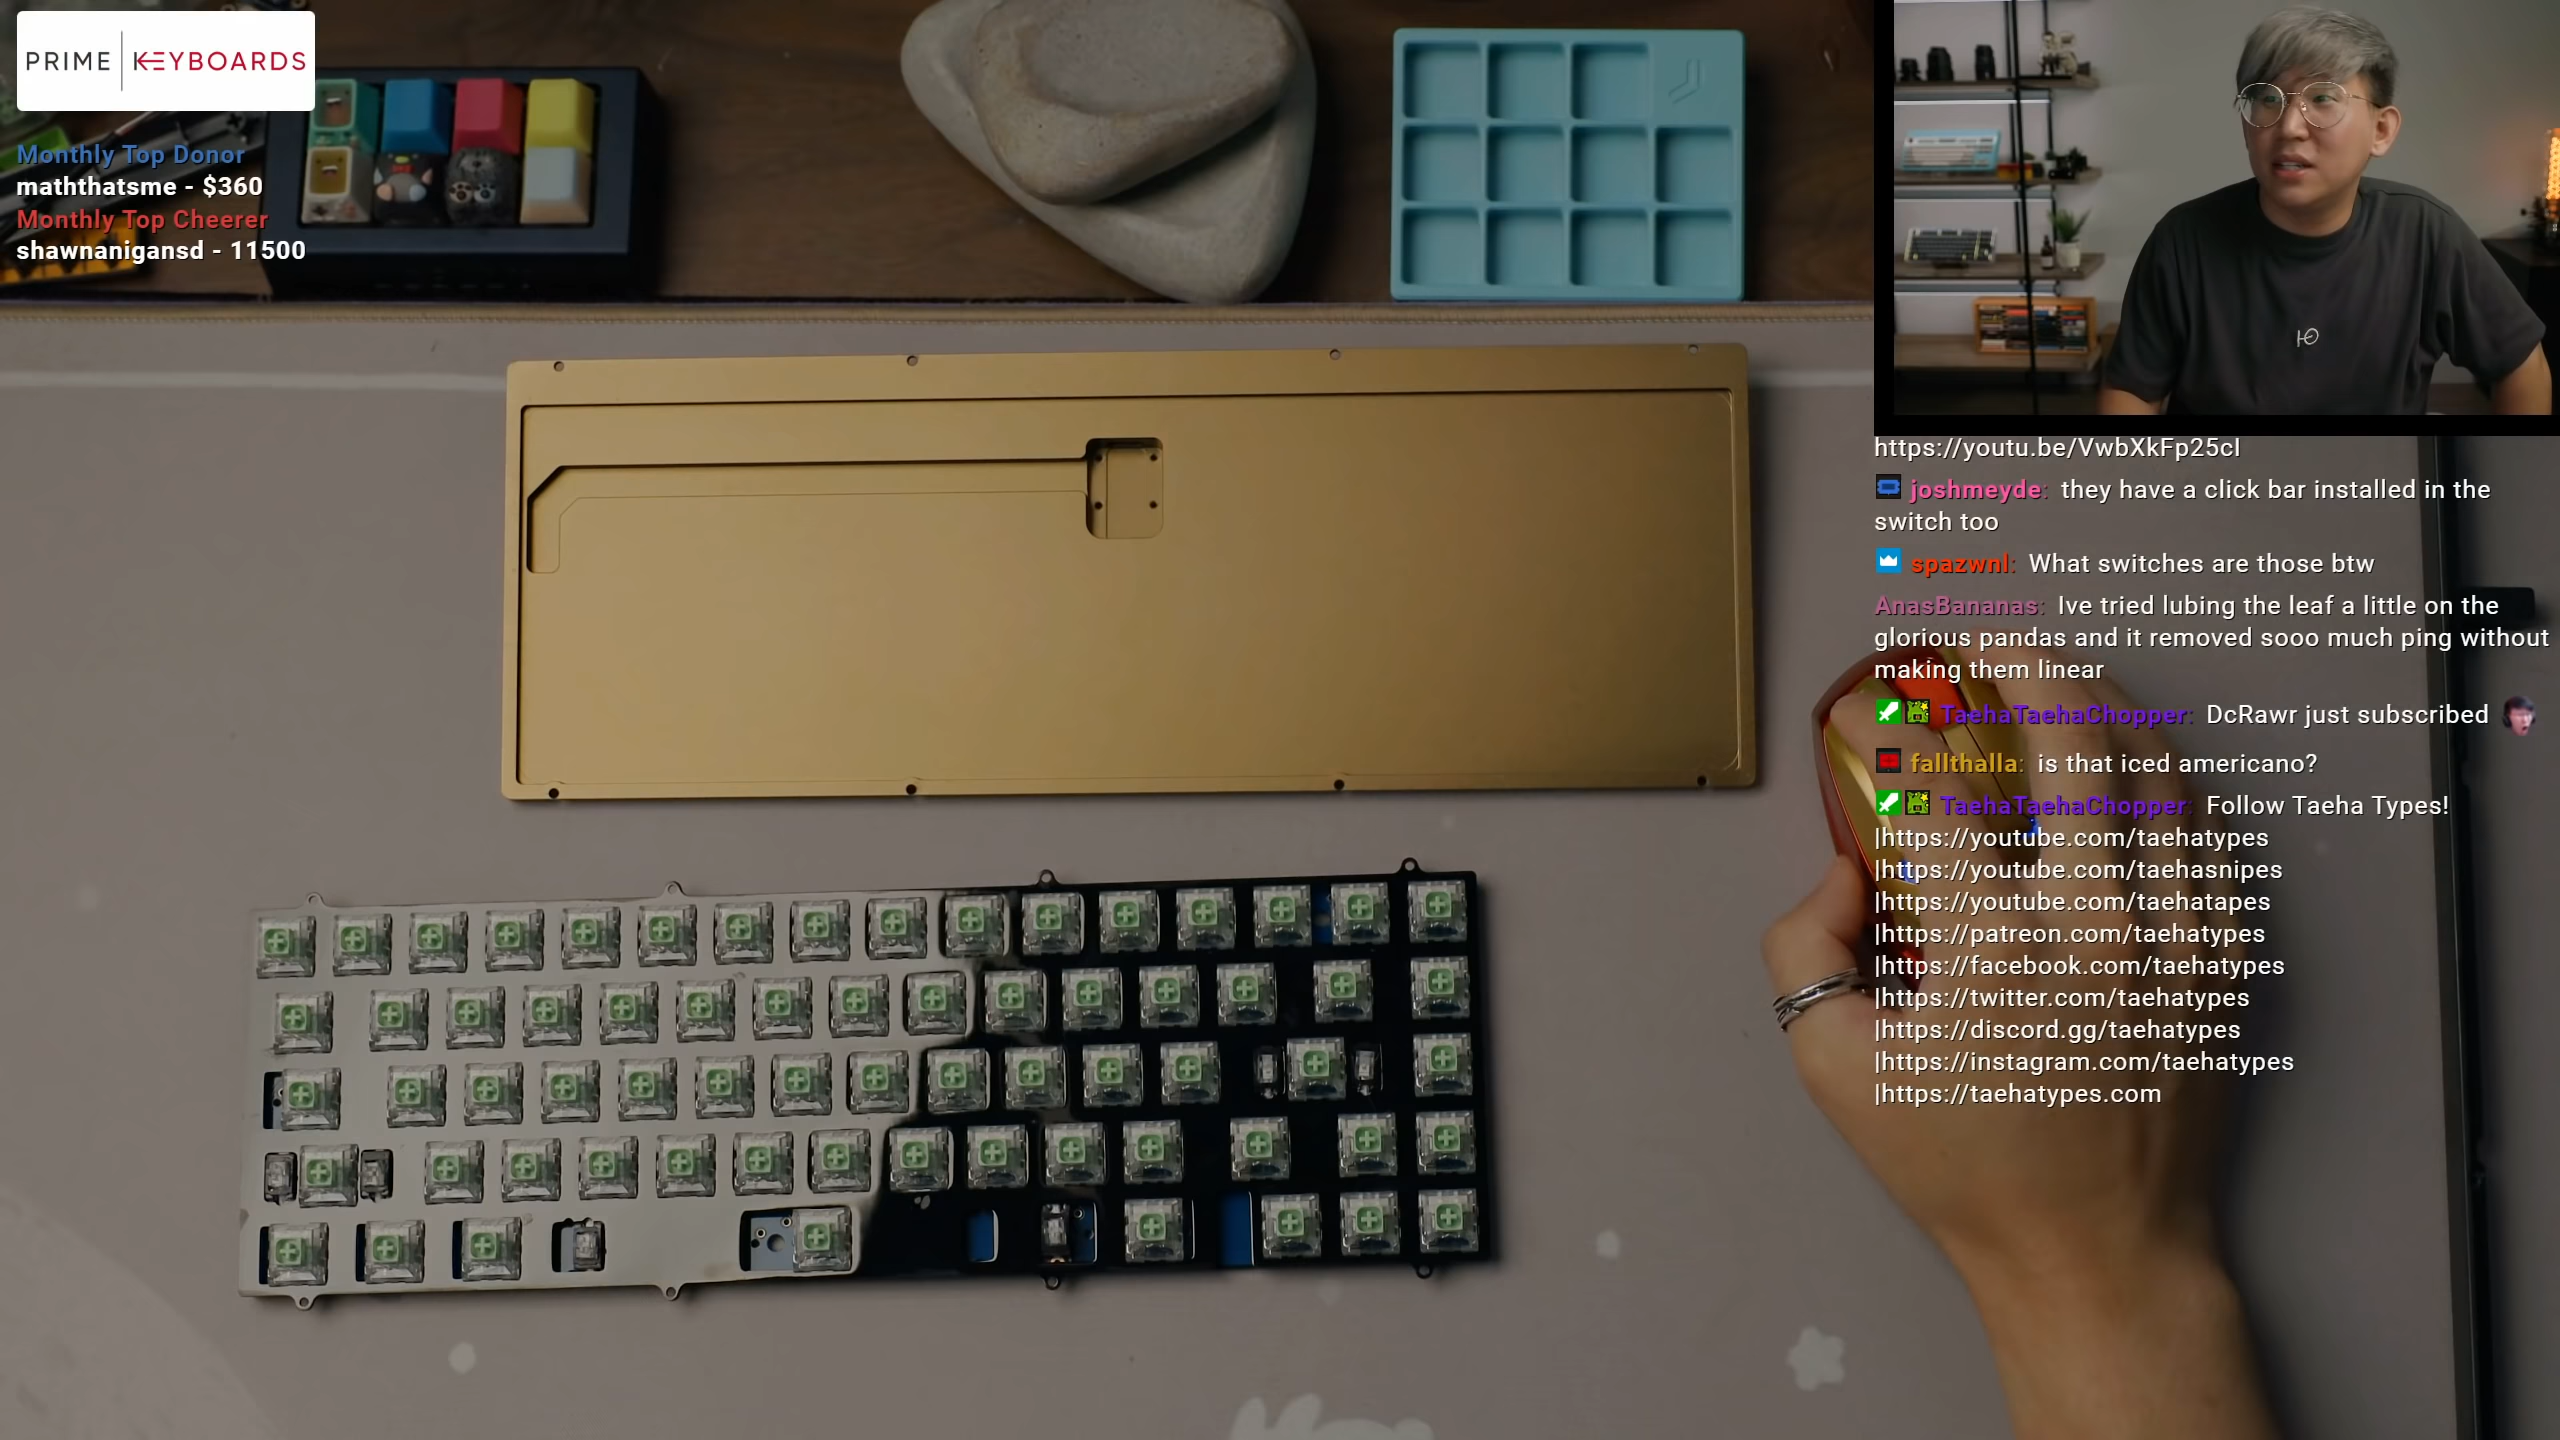 PRIME | KEYBOARDS
Monthly Top Donor
maththatsme - $360
Monthly Top Cheerer
shawnanigansd - 11500
https://youtu.be/VwbXkFp25cI
joshmeyde: they have a click bar installed in the
switch too
spazwnl: What switches are those btw
AnasBananas: Ive tried lubing the leaf a little on the
glorious pandas and it removed sooo much ping without
making them linear
TaehaTaehaChopper: DcRawr just subscribed
fallthalla: is that iced americano?
TaehaTaehaChopper: Follow Taeha Types!
|https://youtube.com/taehatypes
|https://youtube.com/taehasnipes
|https://youtube.com/taehatapes
|https://patreon.com/taehatypes
|https://facebook.com/taehatypes
|https://twitter.com/taehatypes
|https://discord.gg/taehatypes
|https://instagram.com/taehatypes
|https://taehatypes.com